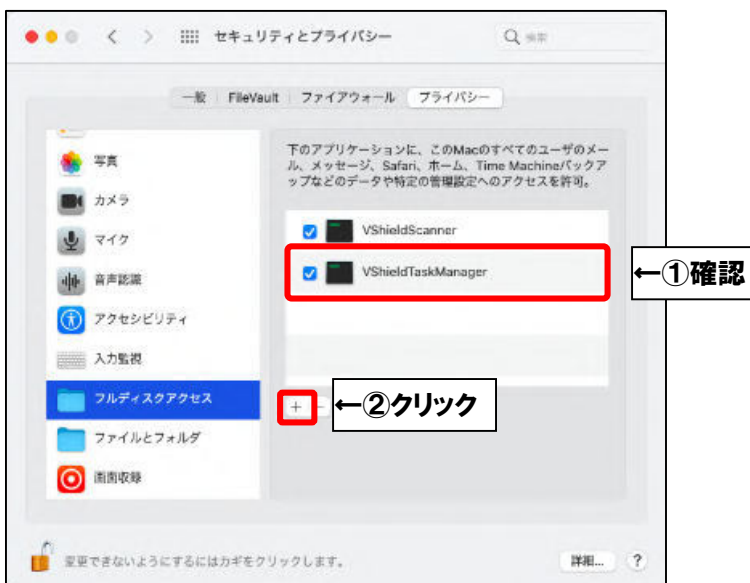 セキュリティとプライバシー
検索
一般 FileVault ファイアウォール プライバシー
写真
カメラ
マイク
音声認識
アクセシビリティ
入力監視
フルディスクアクセス
ファイルとフォルダ
画面収録
下のアプリケーションに、このMacのすべてのユーザのメー
ル、メッセージ、Safari、ホーム、Time Machineバックア
ップなどのデータや特定の管理設定へのアクセスを許可。
VShieldScanner
VShieldTaskManager
←①確認
+ −
←②クリック
変更できないようにするにはカギをクリックします。
詳細... ?